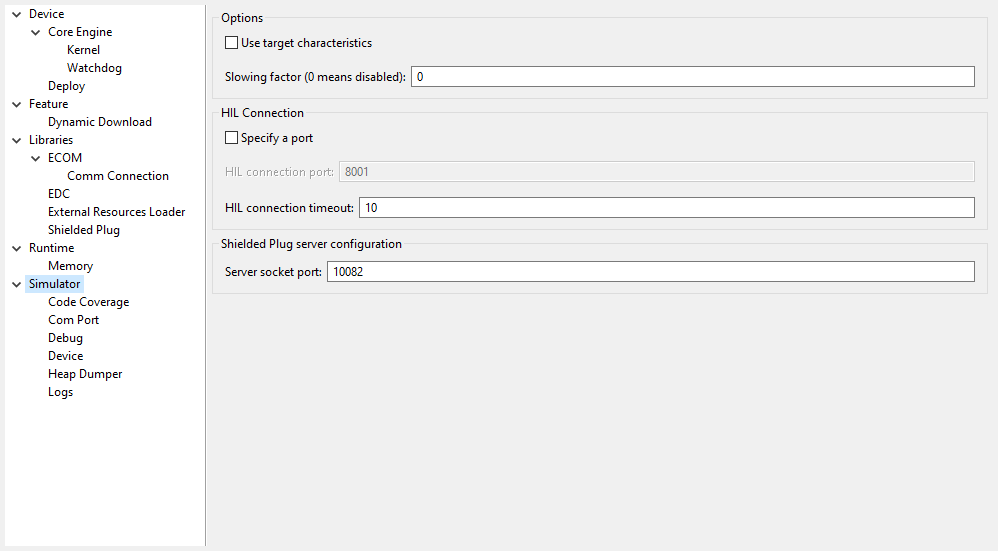 Device
Core Engine
Kernel
Watchdog
Deploy
Feature
Dynamic Download
Libraries
ECOM
Comm Connection
EDC
External Resources Loader
Shielded Plug
Runtime
Memory
Simulator
Code Coverage
Com Port
Debug
Device
Heap Dumper
Logs
Options
Use target characteristics
Slowing factor (0 means disabled): 0
HIL Connection
Specify a port
HIL connection port: 8001
HIL connection timeout: 10
Shielded Plug server configuration
Server socket port: 10082